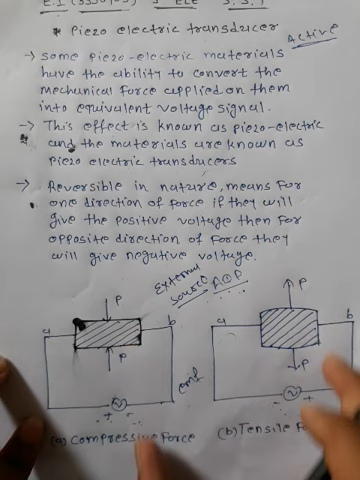 * Piezo electric transducer
Active
→ Some Piezo-electric materials
have the ability to convert the
mechanical Force applied on them
into equivalent voltage signal.
→ This effect is known as piezo-electric
and the materials are known as
piezo electric transducers
→ Reversible in nature, means For
one direction of Force if they will
give the positive voltage then for
opposite direction of Force they
will give negative voltage.
External
source
P
P
a
b
a
b
P
P
+
+
(a) Compressive Force
(b) Tensile